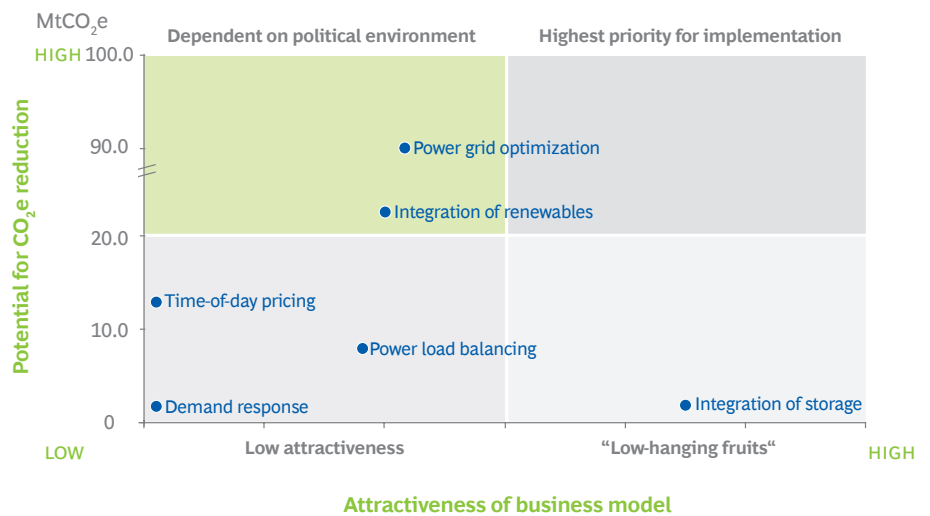 MtCO₂e
Dependent on political environment
Highest priority for implementation
HIGH 100.0
Potential for CO₂e reduction
90.0
Power grid optimization
Integration of renewables
20.0
Time-of-day pricing
10.0
Power load balancing
Demand response
Integration of storage
0
LOW
Low attractiveness
“Low-hanging fruits“
HIGH
Attractiveness of business model